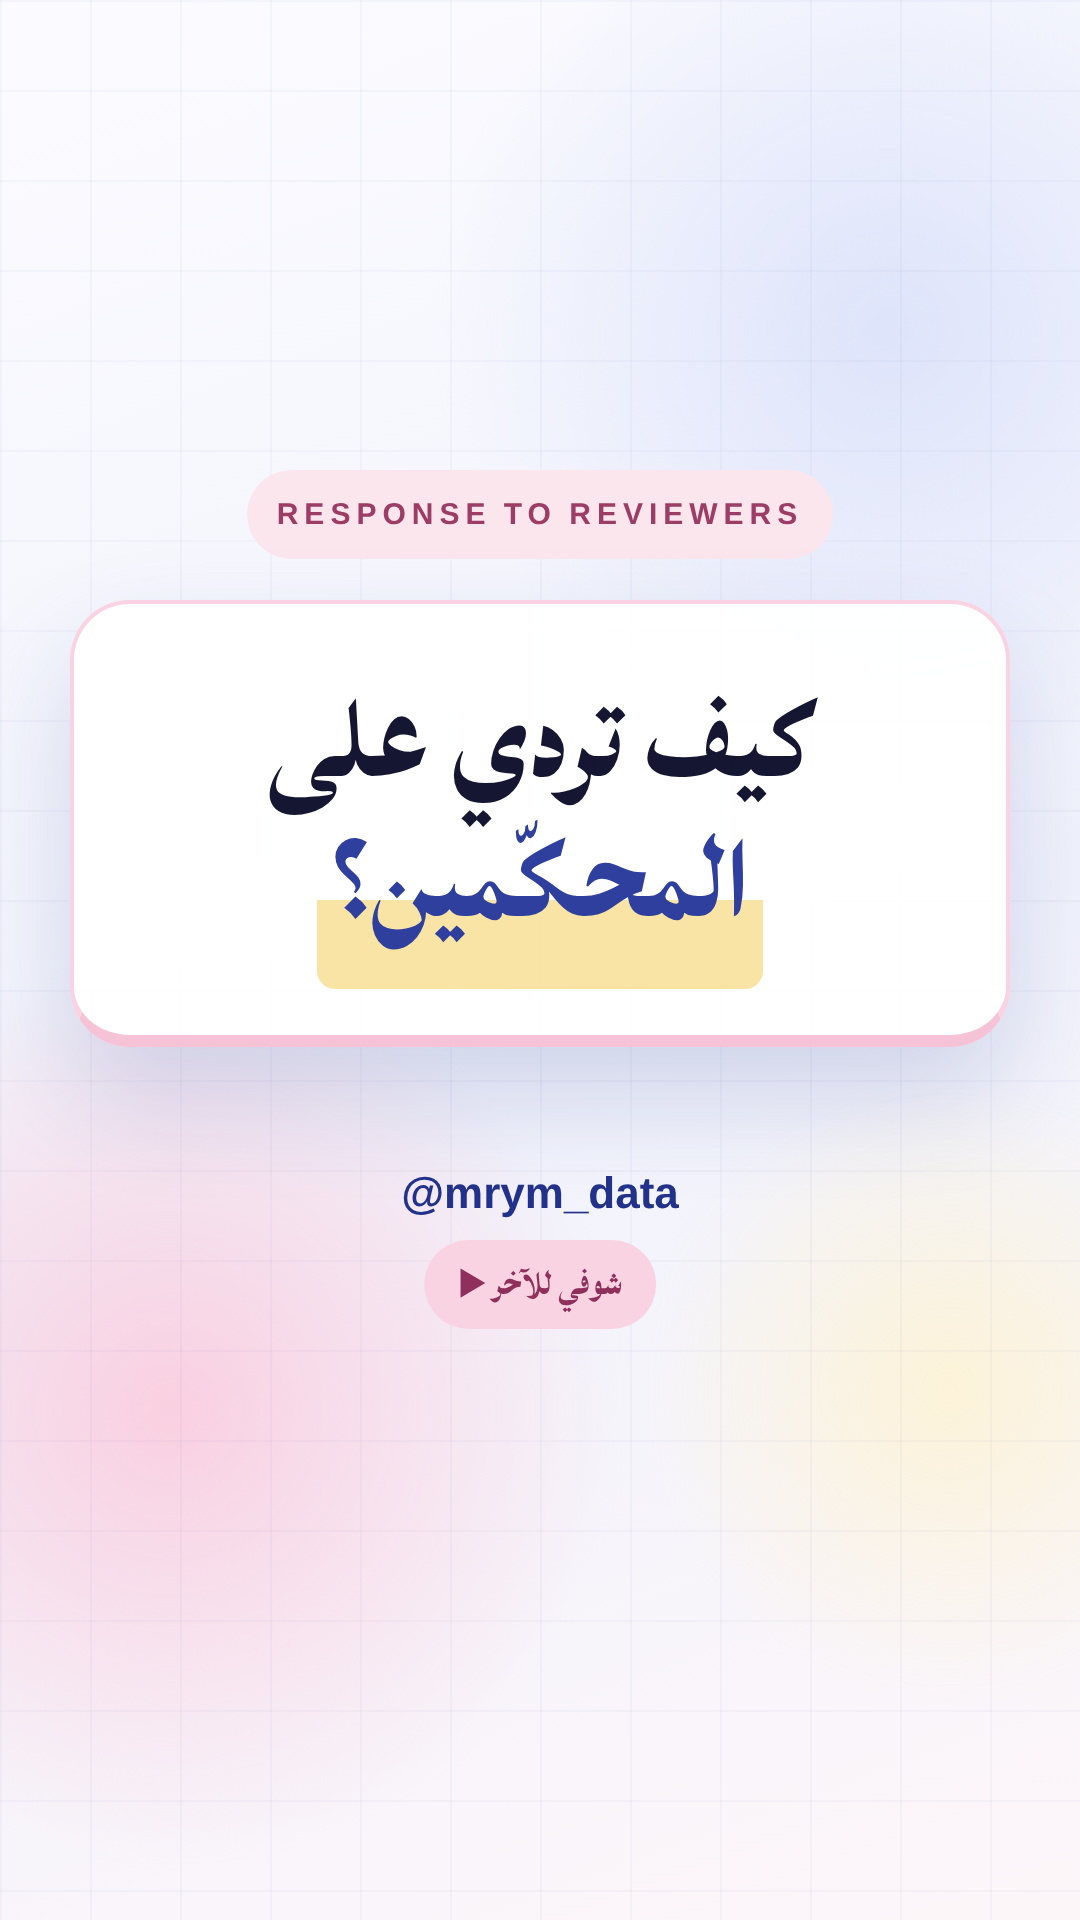 RESPONSE TO REVIEWERS
كيف تردي على
المحكّمين؟
@mrym_data
شوفي للآخر ◀